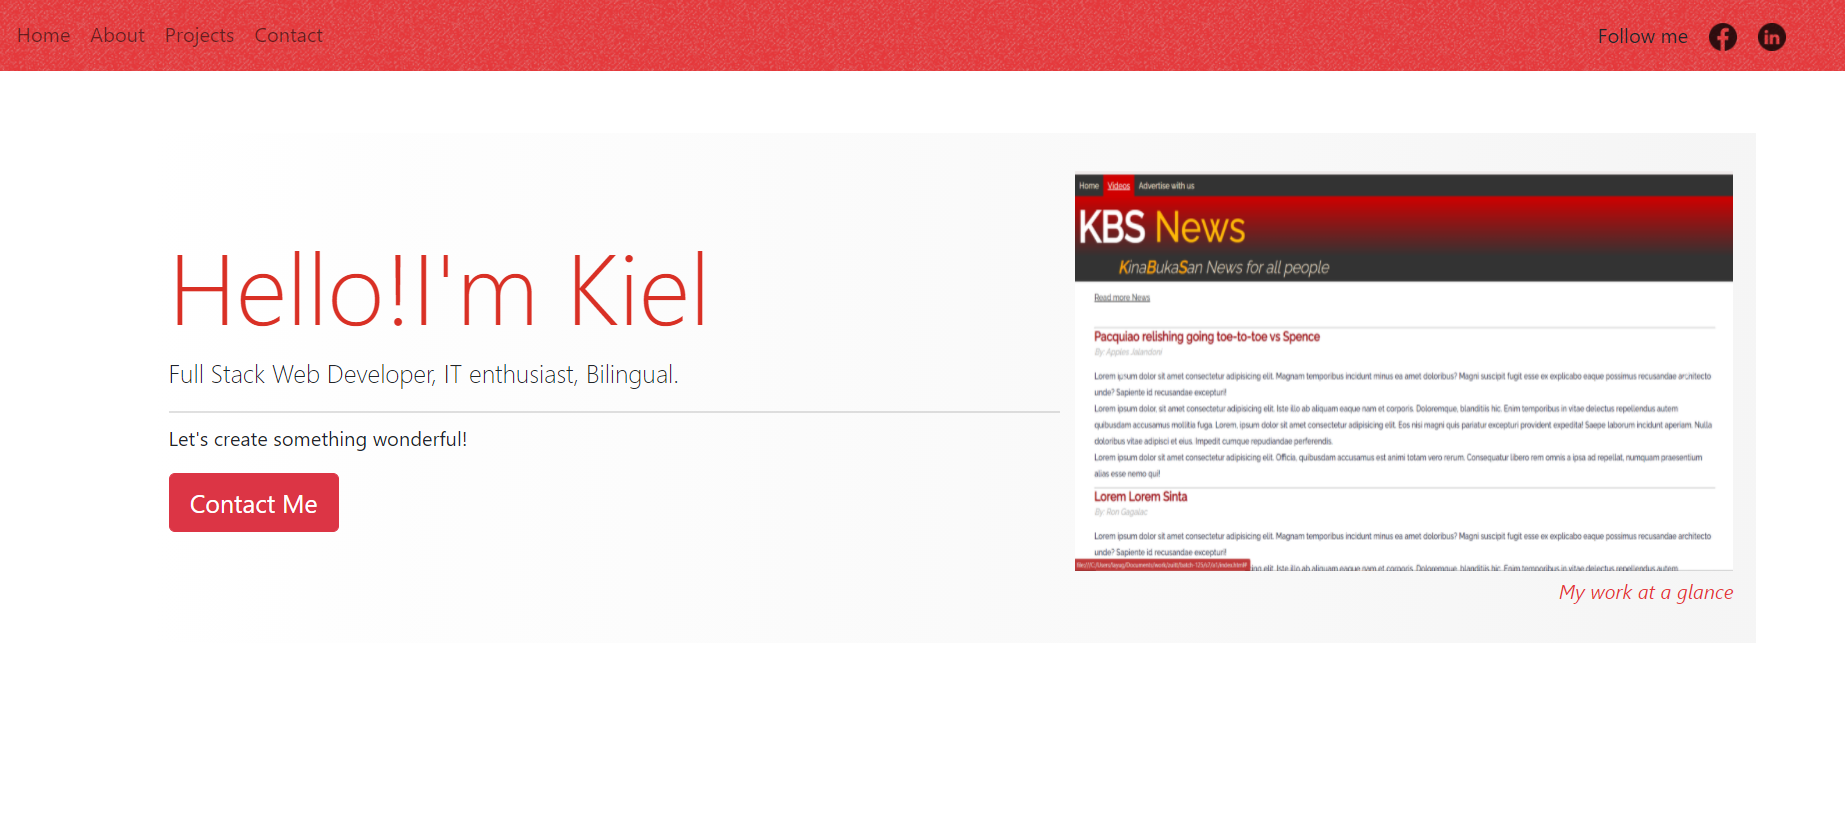 Home About Projects Contact
Follow me
Hello!I'm Kiel
Full Stack Web Developer, IT enthusiast, Bilingual.
Let's create something wonderful!
Contact Me
Home Videos Advertise with us
KBS News
KinaBukaSan News for all people
Read more News
Pacquiao relishing going toe-to-toe vs Spence
By: Apples Jalandoni
Lorem ipsum dolor sit amet consectetur adipisicing elit. Magnam temporibus incidunt minus ea amet doloribus? Magni suscipit fugit esse ex explicabo eaque possimus recusandae architecto
unde? Sapiente id recusandae excepturi!
Lorem ipsum dolor, sit amet consectetur adipisicing elit. Iste illo ab aliquam eaque nam et corporis. Doloremque, blanditiis hic. Enim temporibus in vitae delectus repellendus autem
quibusdam accusamus mollitia fuga. Lorem, ipsum dolor sit amet consectetur adipisicing elit. Eos nisi magni quis pariatur excepturi provident expedita! Saepe laborum incidunt aperiam. Nulla
doloribus vitae adipisci et eius. Impedit cumque repudiandae perferendis.
Lorem ipsum dolor sit amet consectetur adipisicing elit. Officia, quibusdam accusamus est animi totam vero rerum. Consequatur libero rem omnis a ipsa ad repellat, numquam praesentium
alias esse nemo qui!
Lorem Lorem Sinta
By: Ron Gagalac
Lorem ipsum dolor sit amet consectetur adipisicing elit. Magnam temporibus incidunt minus ea amet doloribus? Magni suscipit fugit esse ex explicabo eaque possimus recusandae architecto
unde? Sapiente id recusandae excepturi!
elit. Iste illo ab aliquam eaque nam et corporis. Doloremque, blanditiis hic. Enim temporibus in vitae delectus repellendus autem
My work at a glance